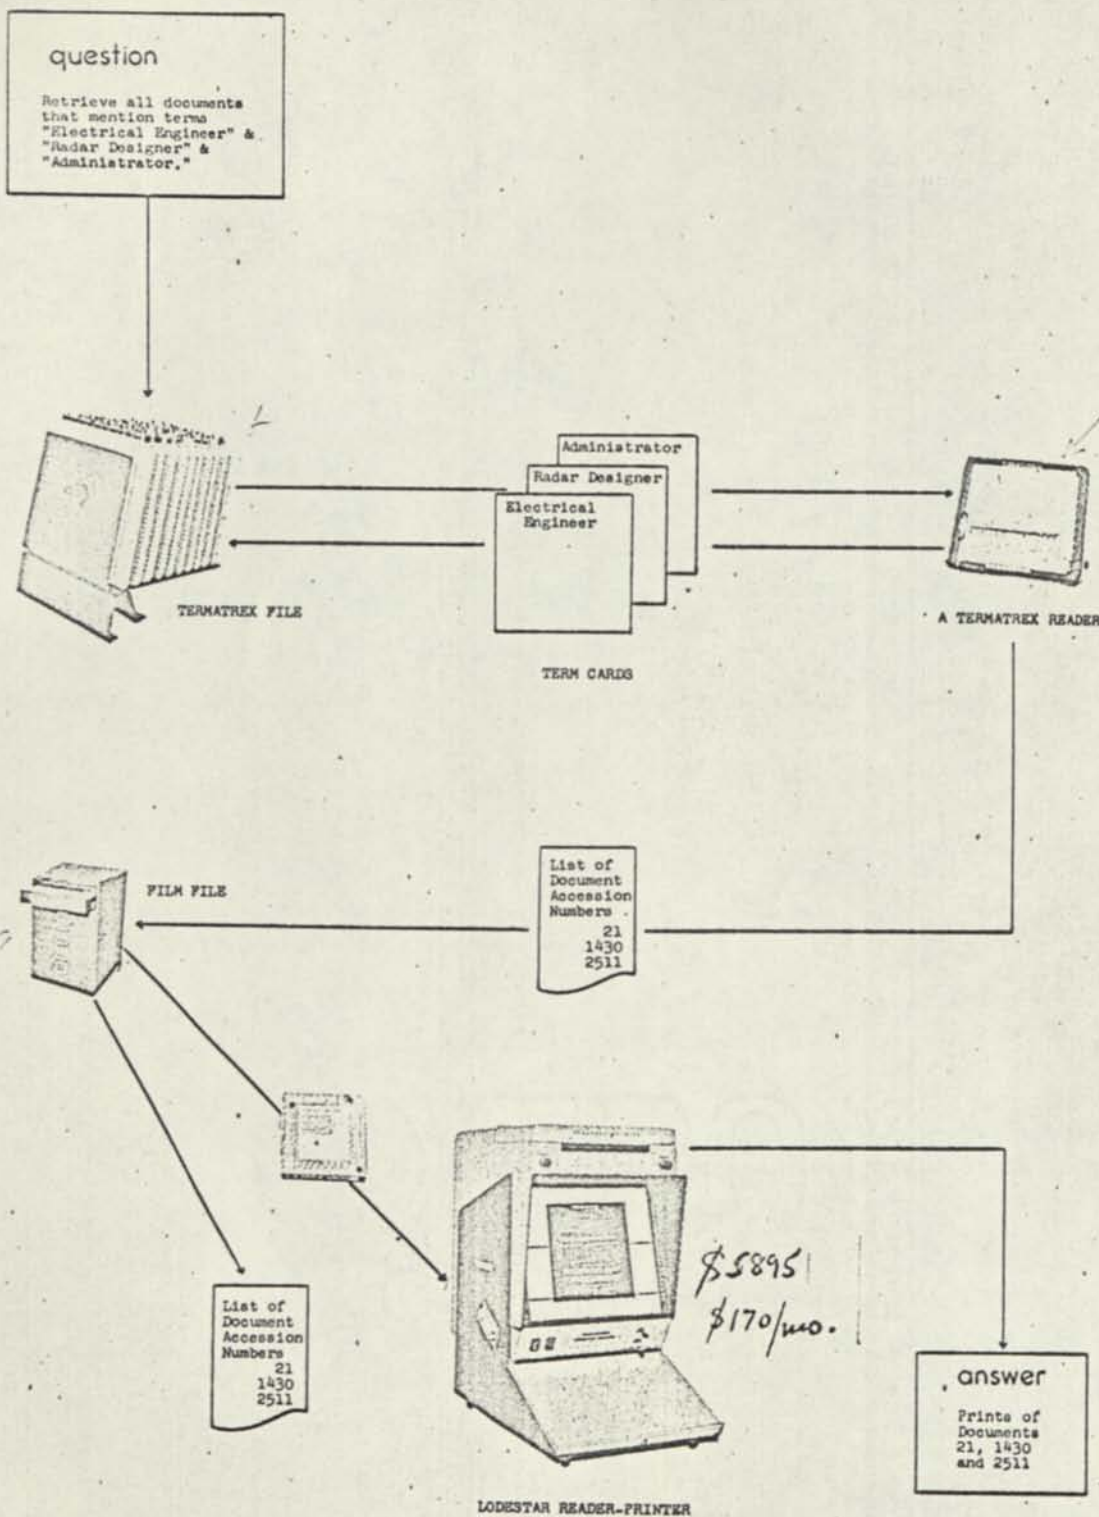 question
Retrieve all documents
that mention terms
"Electrical Engineer" &
"Radar Designer" &
"Administrator."
Administrator
Radar Designer
Electrical
Engineer
TERMATREX FILE
A TERMATREX READER
TERM CARDS
FILM FILE
List of
Document
Accession
Numbers
21
1430
2511
$5895
$170/mo.
List of
Document
Accession
Numbers
21
1430
2511
answer
Prints of
Documents
21, 1430
and 2511
LODESTAR READER-PRINTER